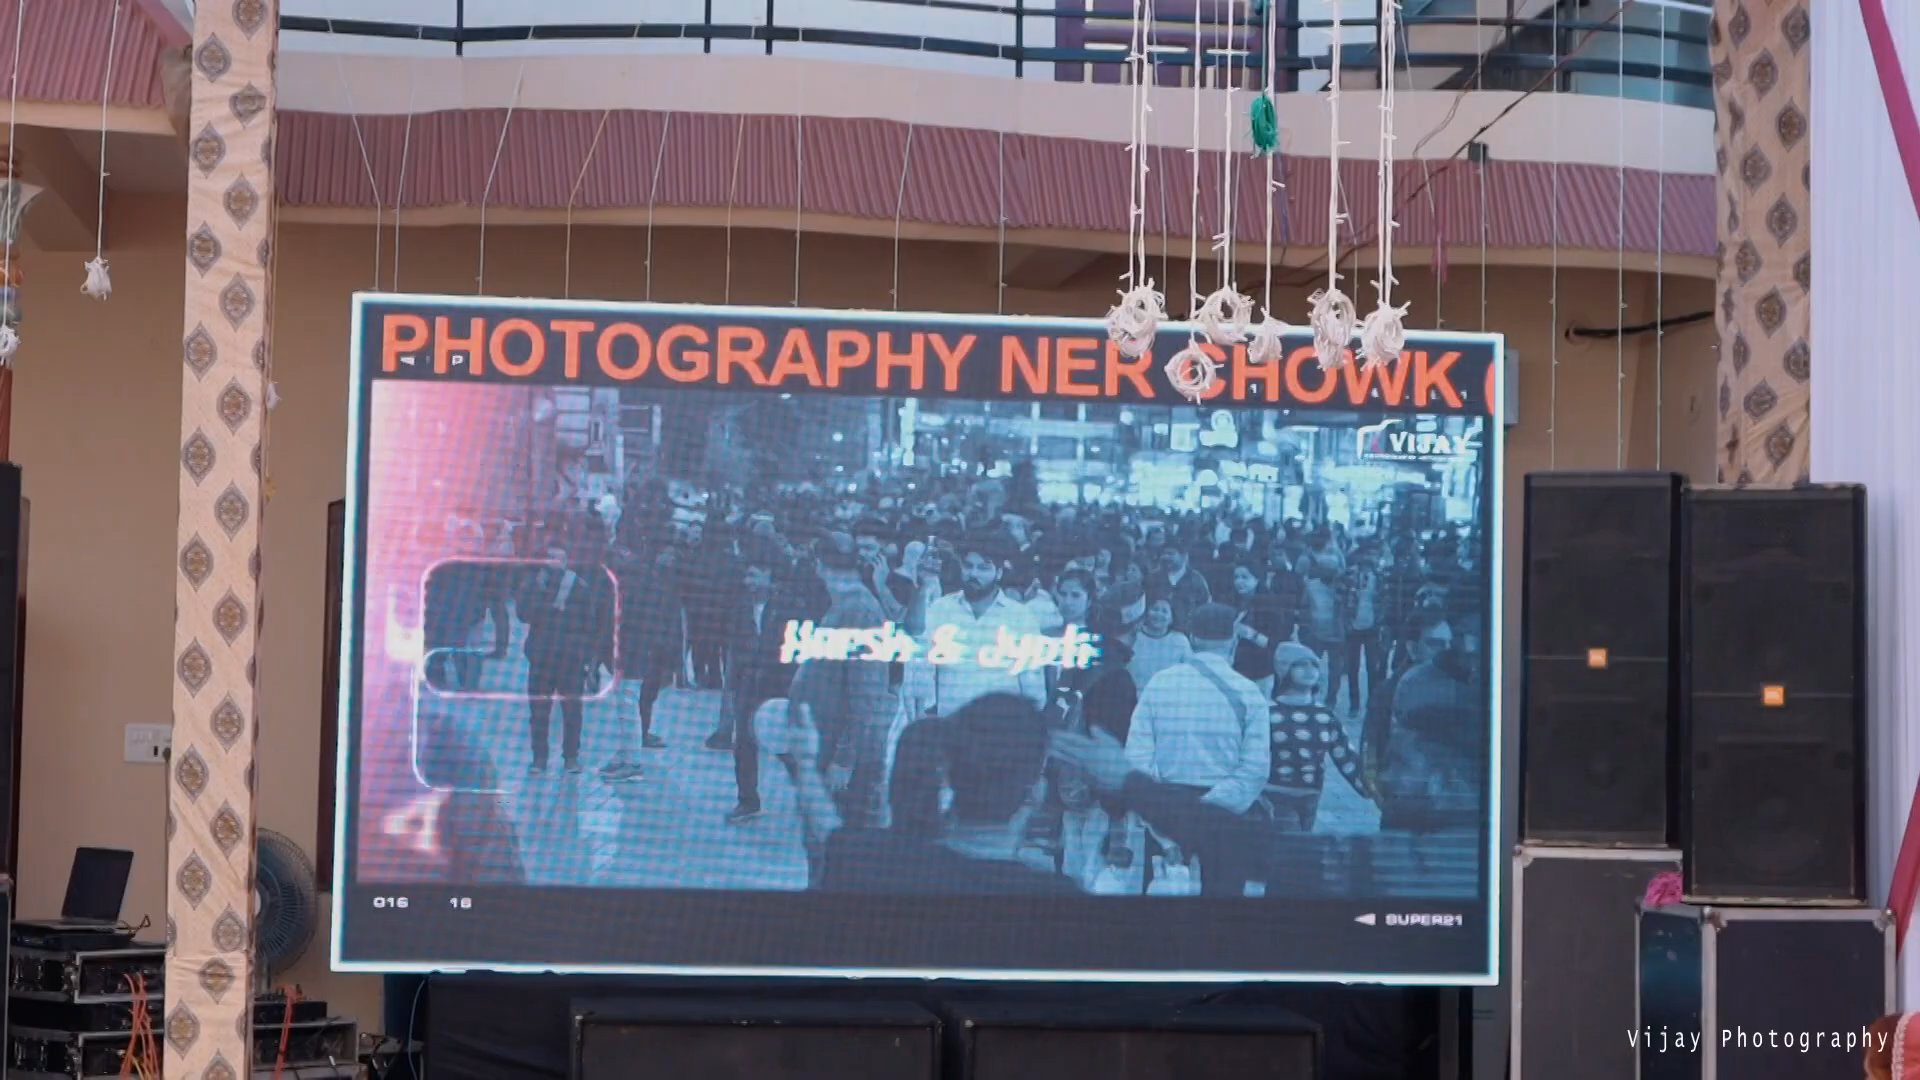 PHOTOGRAPHY NER CHOWK (
VIJAY
Harsh & Jyoti
016 16
SUPER21
Vijay Photography